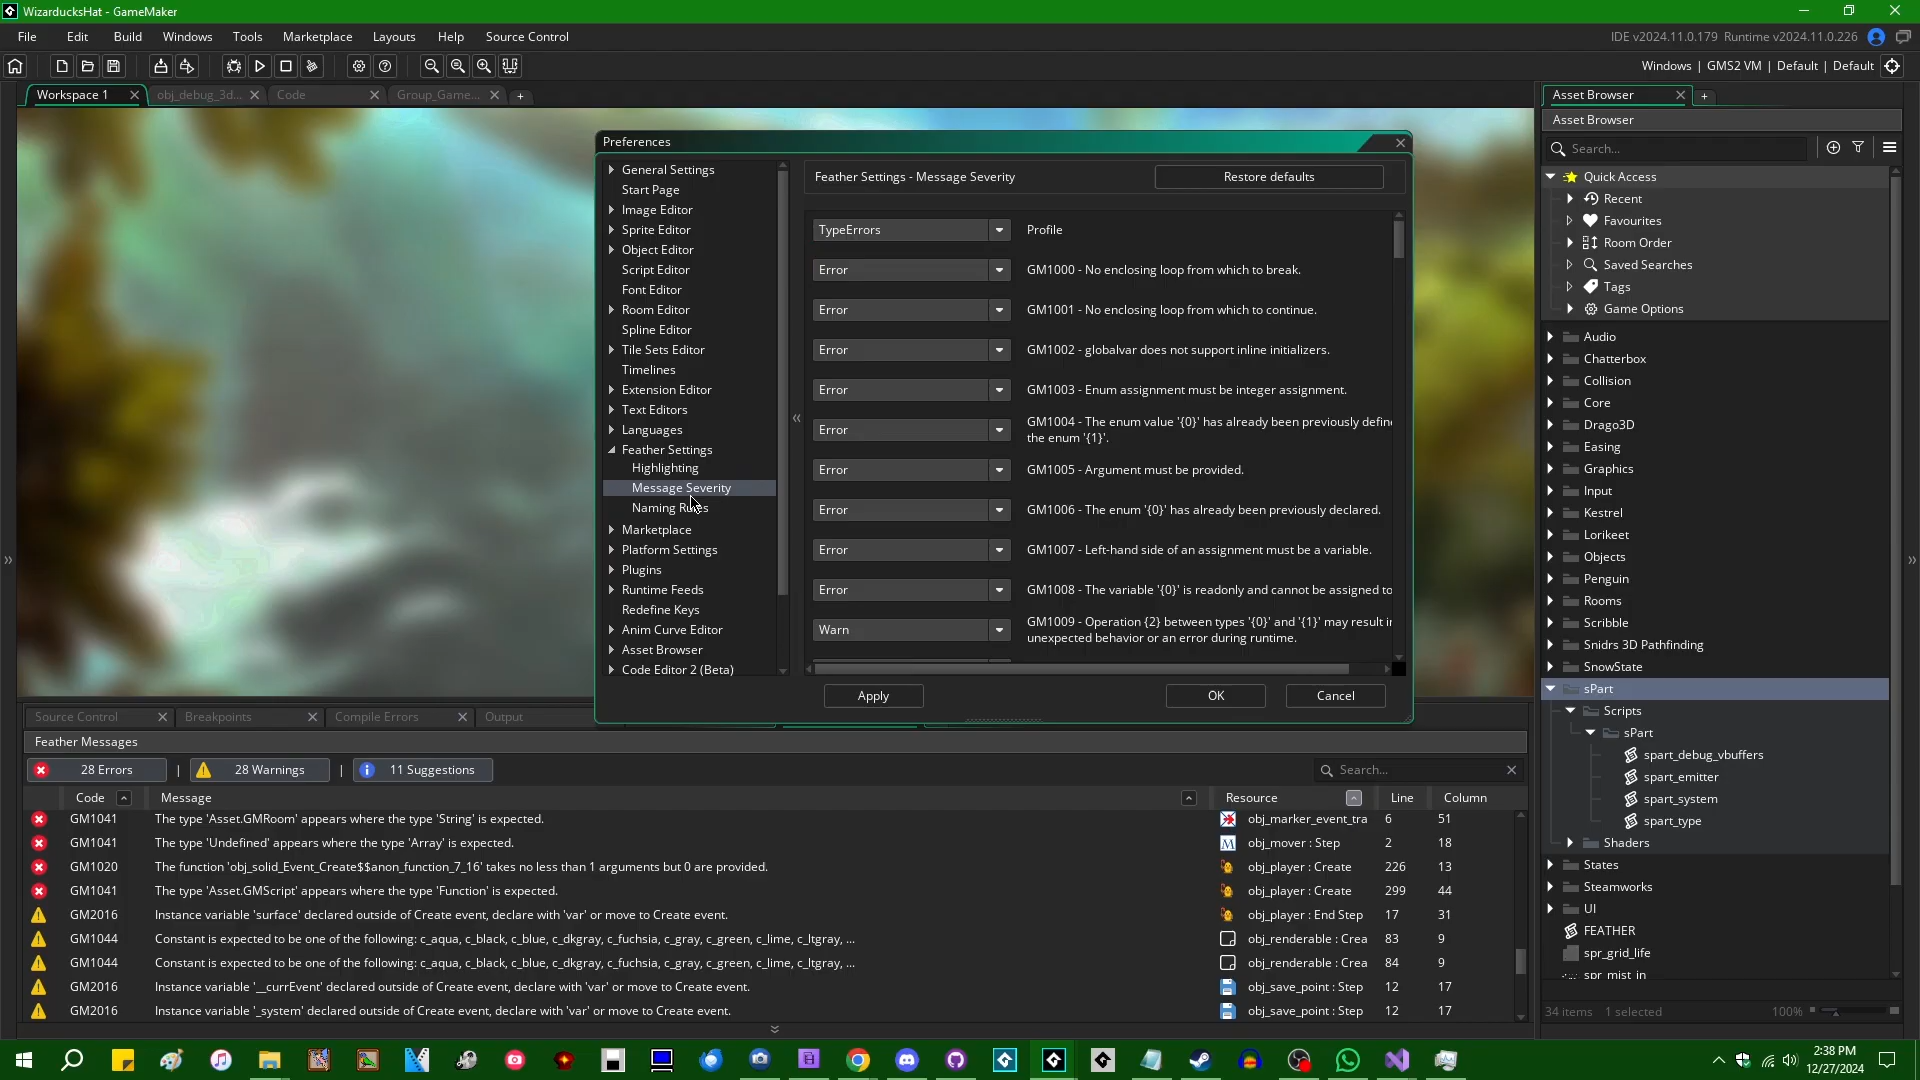 WizarducksHat - GameMaker
File Edit Build Windows Tools Marketplace Layouts Help Source Control
IDE v2024.11.0.179 Runtime v2024.11.0.226
Windows | GMS2 VM | Default | Default
Workspace 1
obj_debug_3d...
Code
Group_Game...
Asset Browser
Asset Browser
Search...
Preferences
General Settings
Start Page
Image Editor
Sprite Editor
Object Editor
Script Editor
Font Editor
Room Editor
Spline Editor
Tile Sets Editor
Timelines
Extension Editor
Text Editors
Languages
Feather Settings
Highlighting
Message Severity
Naming Rules
Marketplace
Platform Settings
Plugins
Runtime Feeds
Redefine Keys
Anim Curve Editor
Asset Browser
Code Editor 2 (Beta)
Feather Settings - Message Severity
Restore defaults
TypeErrors Profile
Error GM1000 - No enclosing loop from which to break.
Error GM1001 - No enclosing loop from which to continue.
Error GM1002 - globalvar does not support inline initializers.
Error GM1003 - Enum assignment must be integer assignment.
Error GM1004 - The enum value '{0}' has already been previously define
the enum '{1}'.
Error GM1005 - Argument must be provided.
Error GM1006 - The enum '{0}' has already been previously declared.
Error GM1007 - Left-hand side of an assignment must be a variable.
Error GM1008 - The variable '{0}' is readonly and cannot be assigned to
Warn GM1009 - Operation {2} between types '{0}' and '{1}' may result in
unexpected behavior or an error during runtime.
Apply OK Cancel
Quick Access
Recent
Favourites
Room Order
Saved Searches
Tags
Game Options
Audio
Chatterbox
Collision
Core
Drago3D
Easing
Graphics
Input
Kestrel
Lorikeet
Objects
Penguin
Rooms
Scribble
Snidrs 3D Pathfinding
SnowState
sPart
Scripts
sPart
spart_debug_vbuffers
spart_emitter
spart_system
spart_type
Shaders
States
Steamworks
UI
FEATHER
spr_grid_life
spr_mist_in
34 items 1 selected 100%
Source Control
Breakpoints
Compile Errors
Output
Feather Messages
28 Errors | 28 Warnings | 11 Suggestions
Search...
Code Message Resource Line Column
GM1041 The type 'Asset.GMRoom' appears where the type 'String' is expected. obj_marker_event_tra 6 51
GM1041 The type 'Undefined' appears where the type 'Array' is expected. obj_mover : Step 2 18
GM1020 The function 'obj_solid_Event_Create$$anon_function_7_16' takes no less than 1 arguments but 0 are provided. obj_player : Create 226 13
GM1041 The type 'Asset.GMScript' appears where the type 'Function' is expected. obj_player : Create 299 44
GM2016 Instance variable 'surface' declared outside of Create event, declare with 'var' or move to Create event. obj_player : End Step 17 31
GM1044 Constant is expected to be one of the following: c_aqua, c_black, c_blue, c_dkgray, c_fuchsia, c_gray, c_green, c_lime, c_ltgray, ... obj_renderable : Crea 83 9
GM1044 Constant is expected to be one of the following: c_aqua, c_black, c_blue, c_dkgray, c_fuchsia, c_gray, c_green, c_lime, c_ltgray, ... obj_renderable : Crea 84 9
GM2016 Instance variable '__currEvent' declared outside of Create event, declare with 'var' or move to Create event. obj_save_point : Step 12 17
GM2016 Instance variable '_system' declared outside of Create event, declare with 'var' or move to Create event. obj_save_point : Step 12 17
2:38 PM
12/27/2024